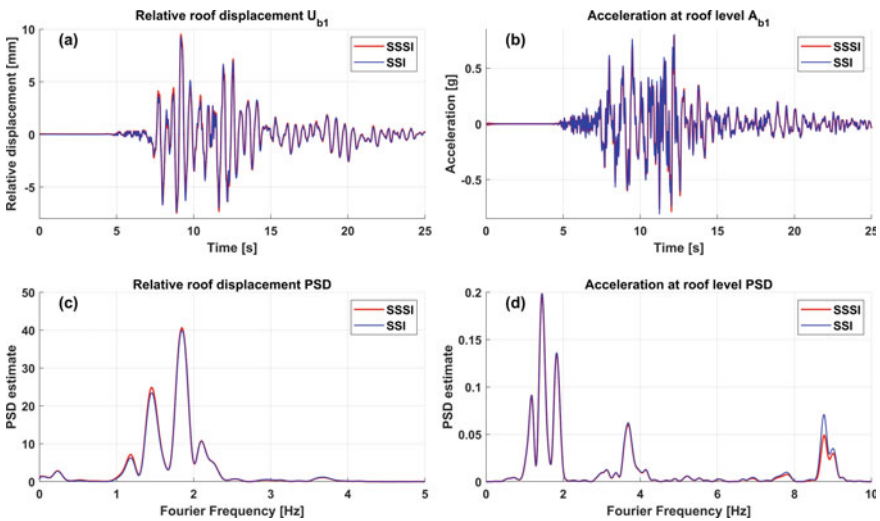 Relative roof displacement U_b1
(a)
SSSI
SSI
Relative displacement [mm]
10
5
0
-5
0
5
10
15
20
25
Time [s]
Acceleration at roof level A_b1
(b)
SSSI
SSI
Acceleration [g]
0.5
0
-0.5
0
5
10
15
20
25
Time [s]
Relative roof displacement PSD
(c)
SSSI
SSI
PSD estimate
50
40
30
20
10
0
0
1
2
3
4
5
Fourier Frequency [Hz]
Acceleration at roof level PSD
(d)
SSSI
SSI
PSD estimate
0.2
0.15
0.1
0.05
0
0
2
4
6
8
10
Fourier Frequency [Hz]